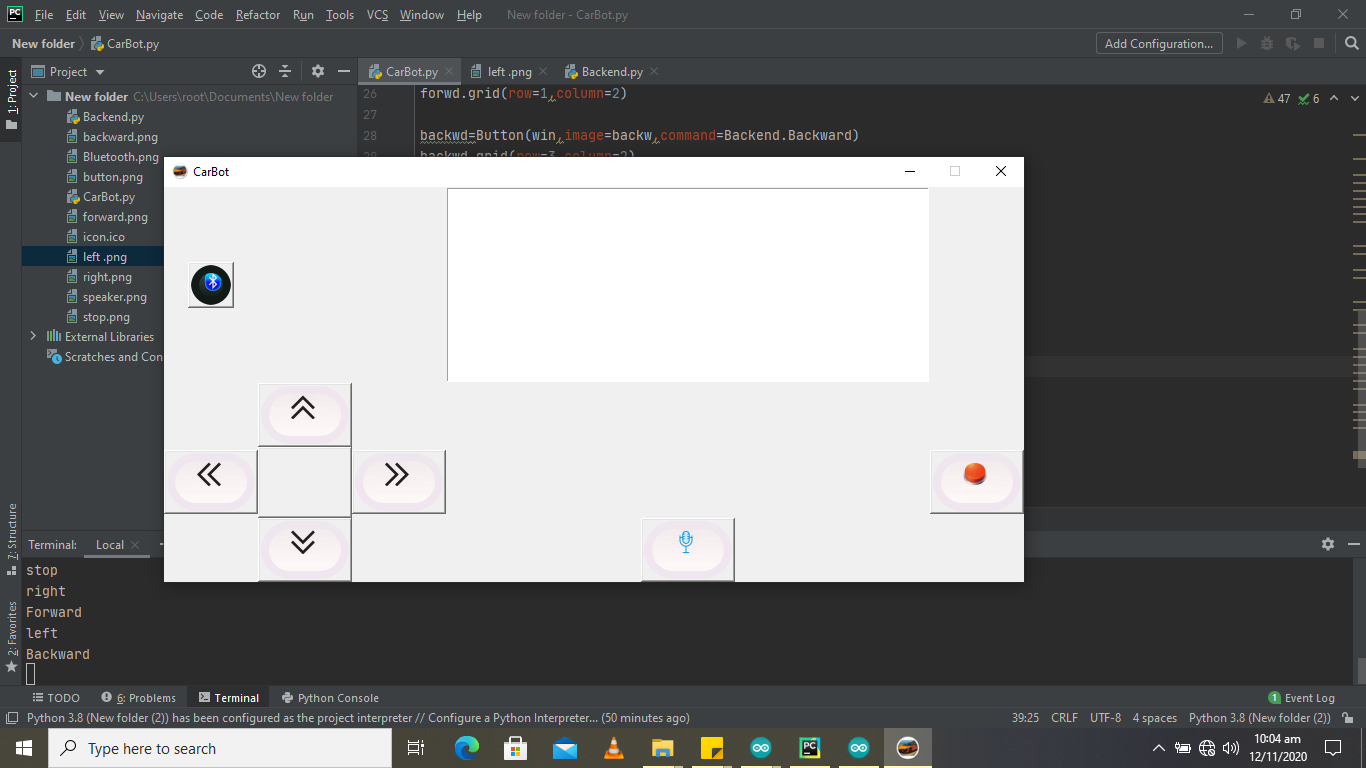 PC File Edit View Navigate Code Refactor Run Tools VCS Window Help New folder - CarBot.py
New folder CarBot.py Add Configuration...
1: Project
Project
CarBot.py left .png Backend.py
New folder C:\Users\root\Documents\New folder
Backend.py
backward.png
Bluetooth.png
button.png
CarBot.py
forward.png
icon.ico
left .png
right.png
speaker.png
stop.png
External Libraries
Scratches and Con
26 forwd.grid(row=1,column=2)
27
28 backwd=Button(win,image=backw,command=Backend.Backward)
29 backwd.grid(row=3,column=2)
47 6
CarBot
7: Structure
2: Favorites
Terminal: Local
stop
right
Forward
left
Backward
TODO 6: Problems Terminal Python Console 1 Event Log
Python 3.8 (New folder (2)) has been configured as the project interpreter // Configure a Python Interpreter... (50 minutes ago) 39:25 CRLF UTF-8 4 spaces Python 3.8 (New folder (2))
Type here to search PC 10:04 am
12/11/2020